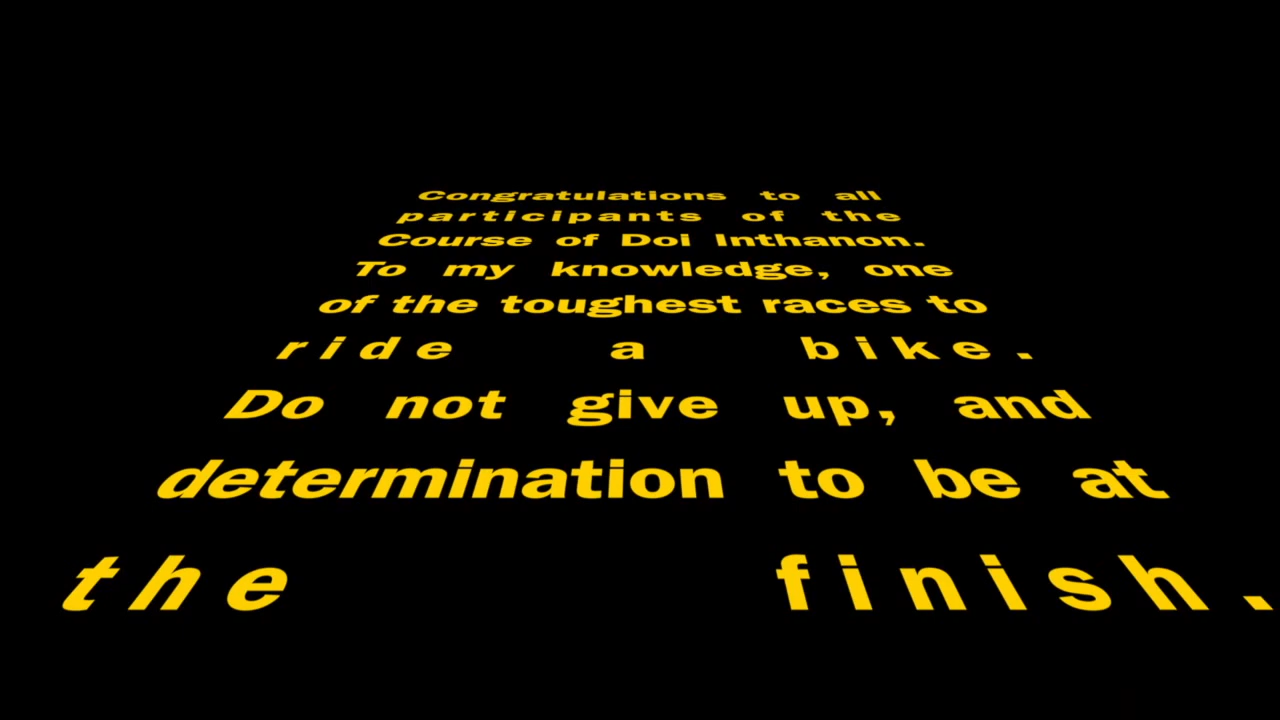 Congratulations to all
participants of the
Course of Doi Inthanon.
To my knowledge, one
of the toughest races to
ride a bike.
Do not give up, and
determination to be at
the finish.